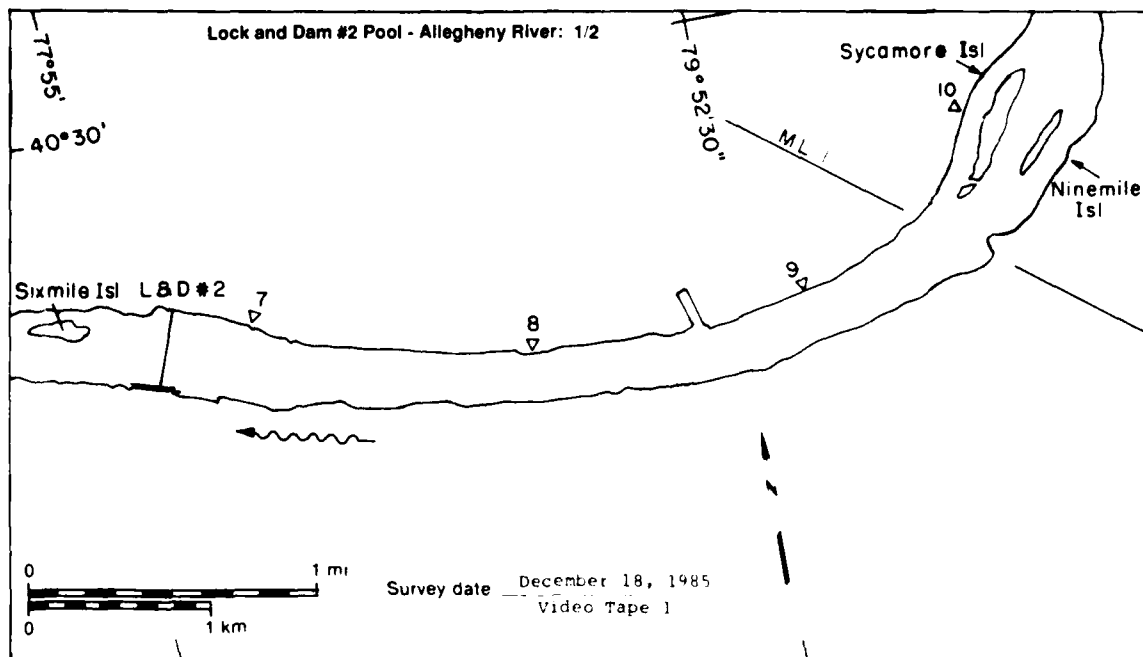 Lock and Dam #2 Pool - Allegheny River: 1/2
77°55'
40°30'
79°52'30"
ML 1
Sycamore Isl
10
Ninemile
Isl
Sixmile Isl
L&D #2
7
8
9
0 1 mi
0 1 km
Survey date December 18, 1985
Video Tape 1